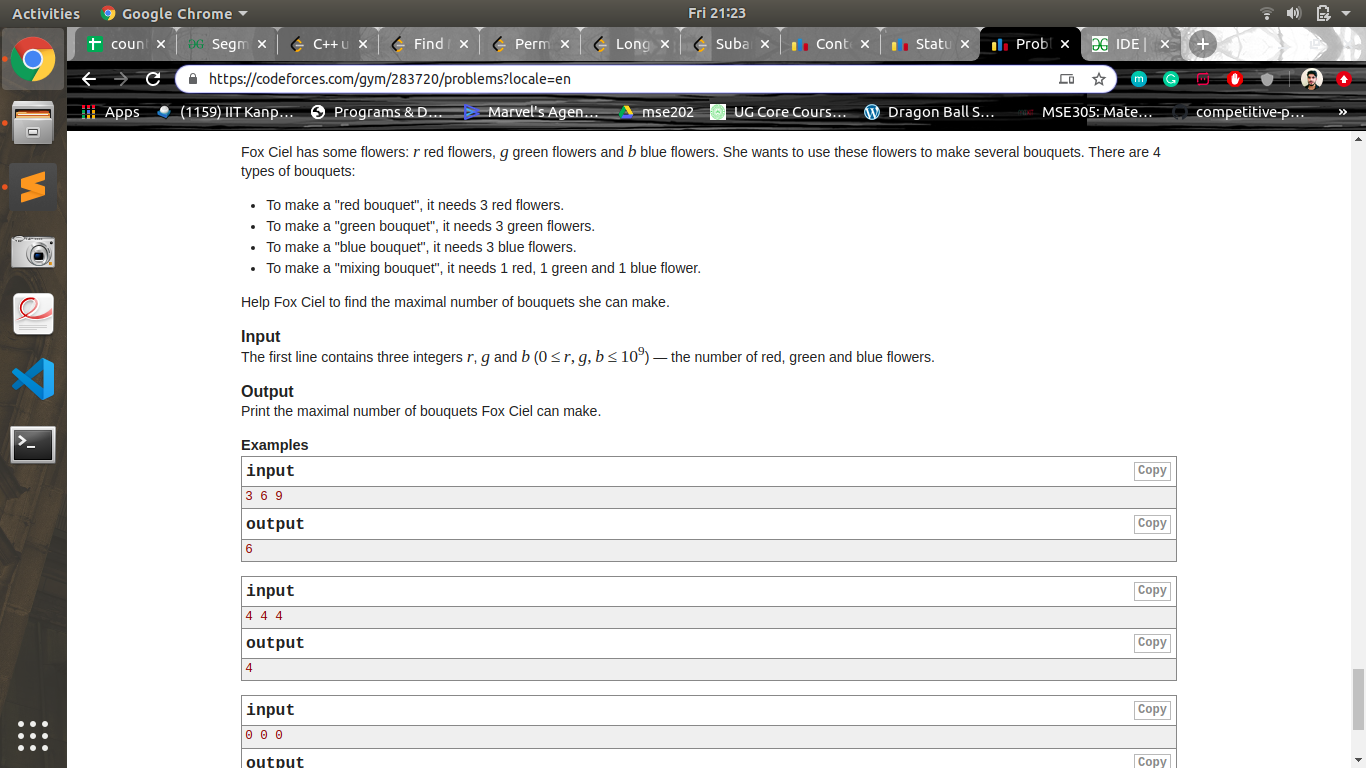 Activities Google Chrome Fri 21:23
coun Segm C++ u Find Perm Long Suba Cont Statu Probl IDE |
https://codeforces.com/gym/283720/problems?locale=en
Apps (1159) IIT Kanp... Programs & D... Marvel's Agen... mse202 UG Core Cours... Dragon Ball S... MSE305: Mate... competitive-p... »
Fox Ciel has some flowers: r red flowers, g green flowers and b blue flowers. She wants to use these flowers to make several bouquets. There are 4
types of bouquets:
• To make a "red bouquet", it needs 3 red flowers.
• To make a "green bouquet", it needs 3 green flowers.
• To make a "blue bouquet", it needs 3 blue flowers.
• To make a "mixing bouquet", it needs 1 red, 1 green and 1 blue flower.
Help Fox Ciel to find the maximal number of bouquets she can make.
Input
The first line contains three integers r, g and b (0 ≤ r, g, b ≤ 10⁹) — the number of red, green and blue flowers.
Output
Print the maximal number of bouquets Fox Ciel can make.
Examples
input Copy
3 6 9
output Copy
6
input Copy
4 4 4
output Copy
4
input Copy
0 0 0
output Copy